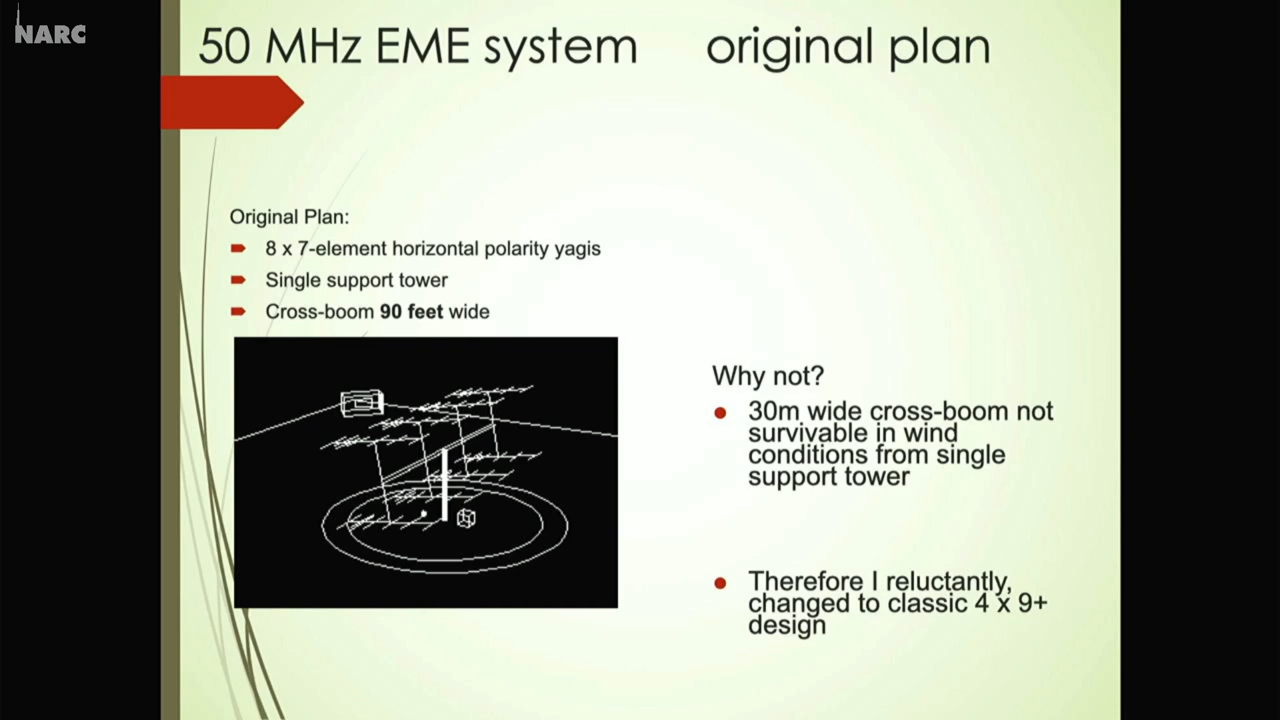 NARC
50 MHz EME system original plan
Original Plan:
8 x 7-element horizontal polarity yagis
Single support tower
Cross-boom 90 feet wide
Why not?
30m wide cross-boom not
survivable in wind
conditions from single
support tower
Therefore I reluctantly,
changed to classic 4 x 9+
design